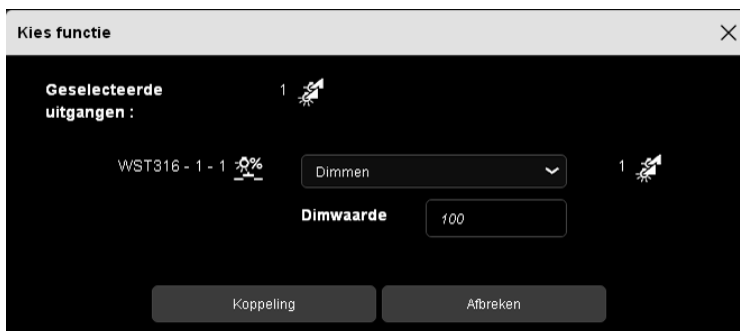 Kies functie
Geselecteerde 1
uitgangen :
WST316 - 1 - 1 % Dimmen 1
Dimwaarde 100
Koppeling Afbreken